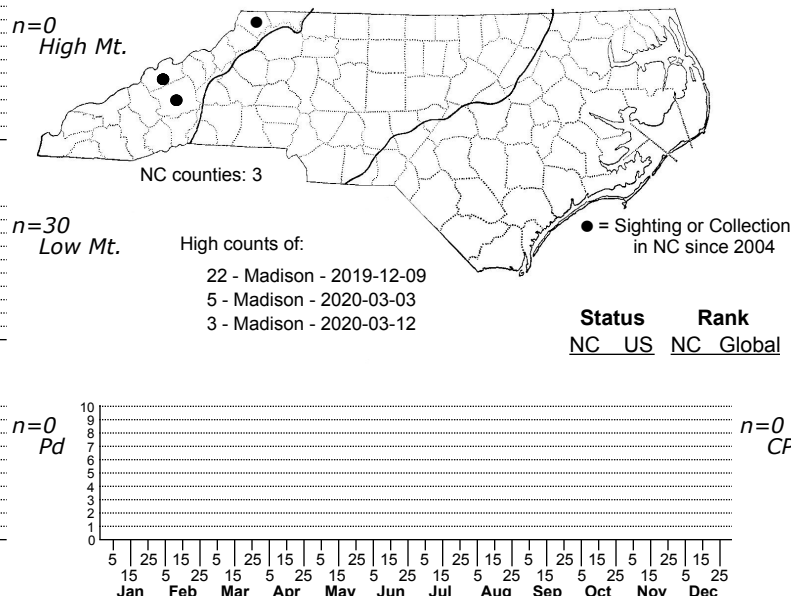 n=0
High Mt.
NC counties: 3
n=30
Low Mt.
High counts of:
22 - Madison - 2019-12-09
5 - Madison - 2020-03-03
3 - Madison - 2020-03-12
● = Sighting or Collection
in NC since 2004
Status Rank
NC US NC Global
n=0
Pd
10
9
8
7
6
5
4
3
2
1
0
n=0
CP
5 25 15 5 25 15 5 25 15 5 25 15 5 25 15 5 25 15
15 5 25 15 5 25 15 5 25 15 5 25 15 5 25 15 5 25
Jan Feb Mar Apr May Jun Jul Aug Sep Oct Nov Dec